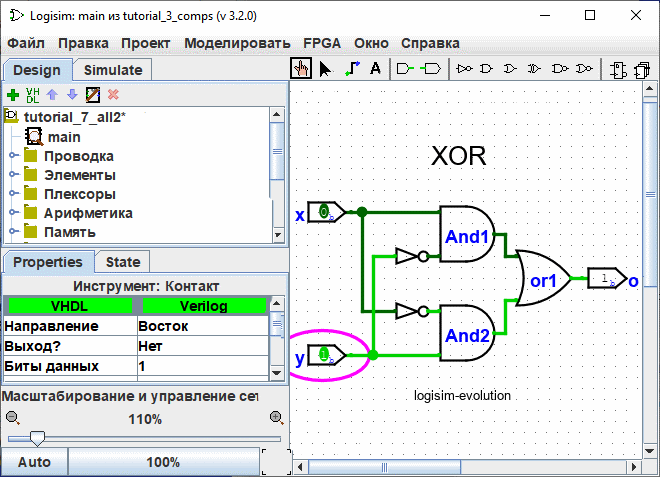 Logisim: main из tutorial_3_comps (v 3.2.0)
Файл Правка Проект Моделировать FPGA Окно Справка
Design Simulate
A
VH
DL
tutorial_7_all2*
main
Проводка
Элементы
Плексоры
Арифметика
Память
Properties State
Инструмент: Контакт
VHDL Verilog
Направление Восток
Выход? Нет
Биты данных 1
Масштабирование и управление
110%
Auto 100%
XOR
x 0
And1
or1 1 o
And2
y 1
logisim-evolution